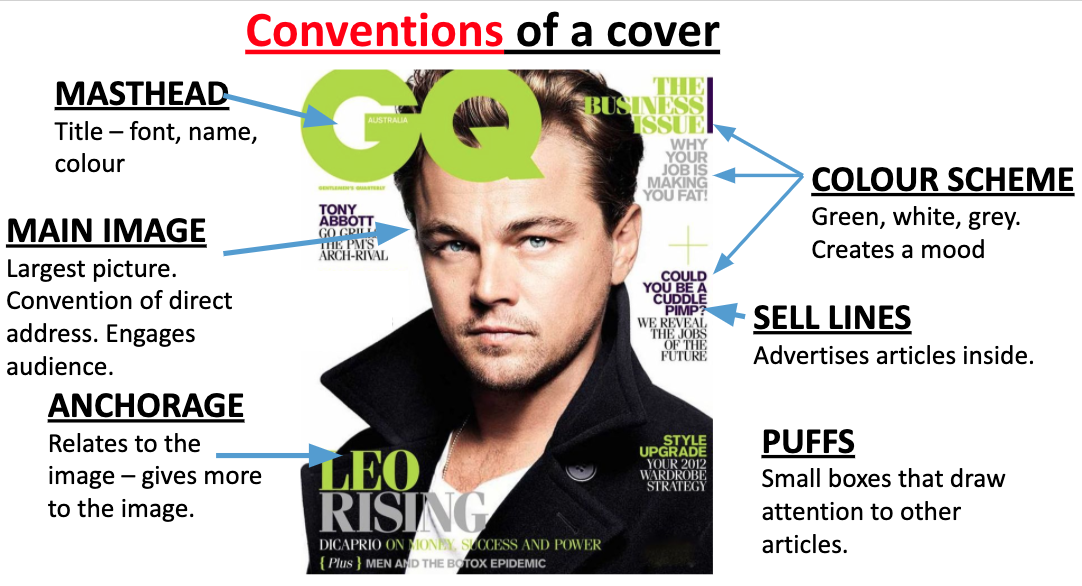 Conventions of a cover
MASTHEAD
Title – font, name,
colour
MAIN IMAGE
Largest picture.
Convention of direct
address. Engages
audience.
ANCHORAGE
Relates to the
image – gives more
to the image.
GQ
AUSTRALIA
GENTLEMEN'S QUARTERLY
TONY
ABBOTT
GO GRILL
THE PM'S
ARCH-RIVAL
THE
BUSINESS
ISSUE
WHY
YOUR
JOB IS
MAKING
YOU FAT!
COULD
YOU BE A
CUDDLE
PIMP?
WE REVEAL
THE JOBS
OF THE
FUTURE
STYLE
UPGRADE
YOUR 2012
WARDROBE
STRATEGY
LEO
RISING
DICAPRIO ON MONEY, SUCCESS AND POWER
{ Plus } MEN AND THE BOTOX EPIDEMIC
COLOUR SCHEME
Green, white, grey.
Creates a mood
SELL LINES
Advertises articles inside.
PUFFS
Small boxes that draw
attention to other
articles.